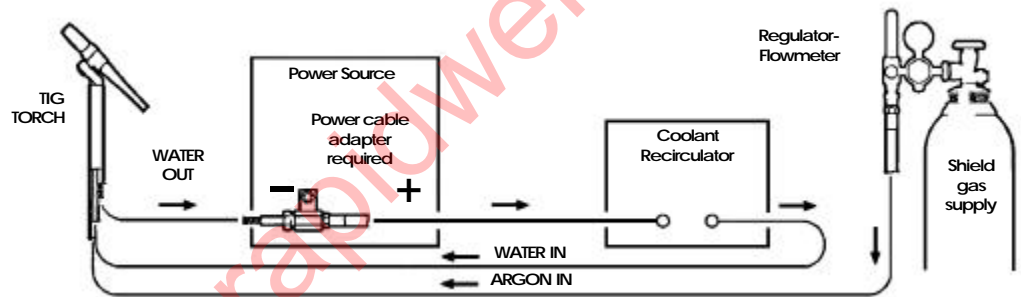 Regulator-
Flowmeter
Power Source
TIG
TORCH
Power cable
adapter
required
Coolant
Recirculator
WATER
OUT
Shield
gas
supply
− +
WATER IN
ARGON IN
rapidwel